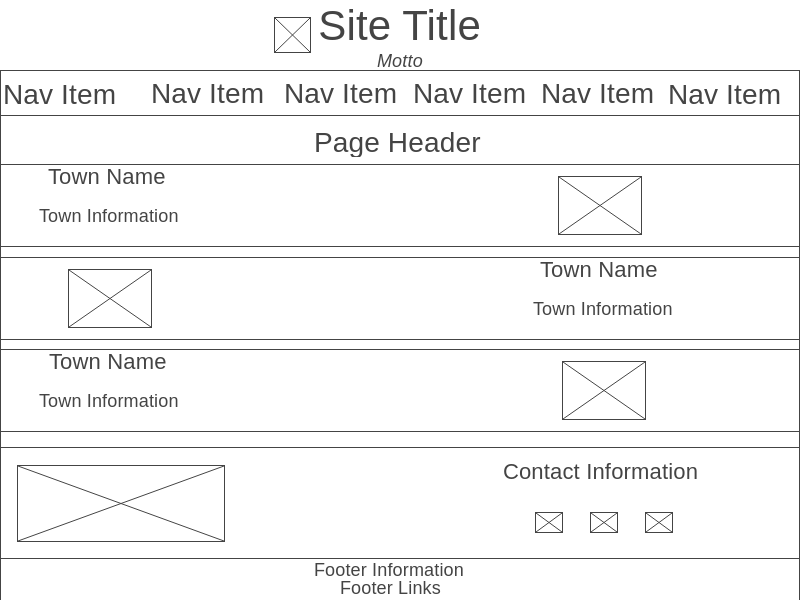 Site Title
Motto
Nav Item Nav Item Nav Item Nav Item Nav Item Nav Item
Page Header
Town Name
Town Information
Town Name
Town Information
Town Name
Town Information
Contact Information
Footer Information
Footer Links